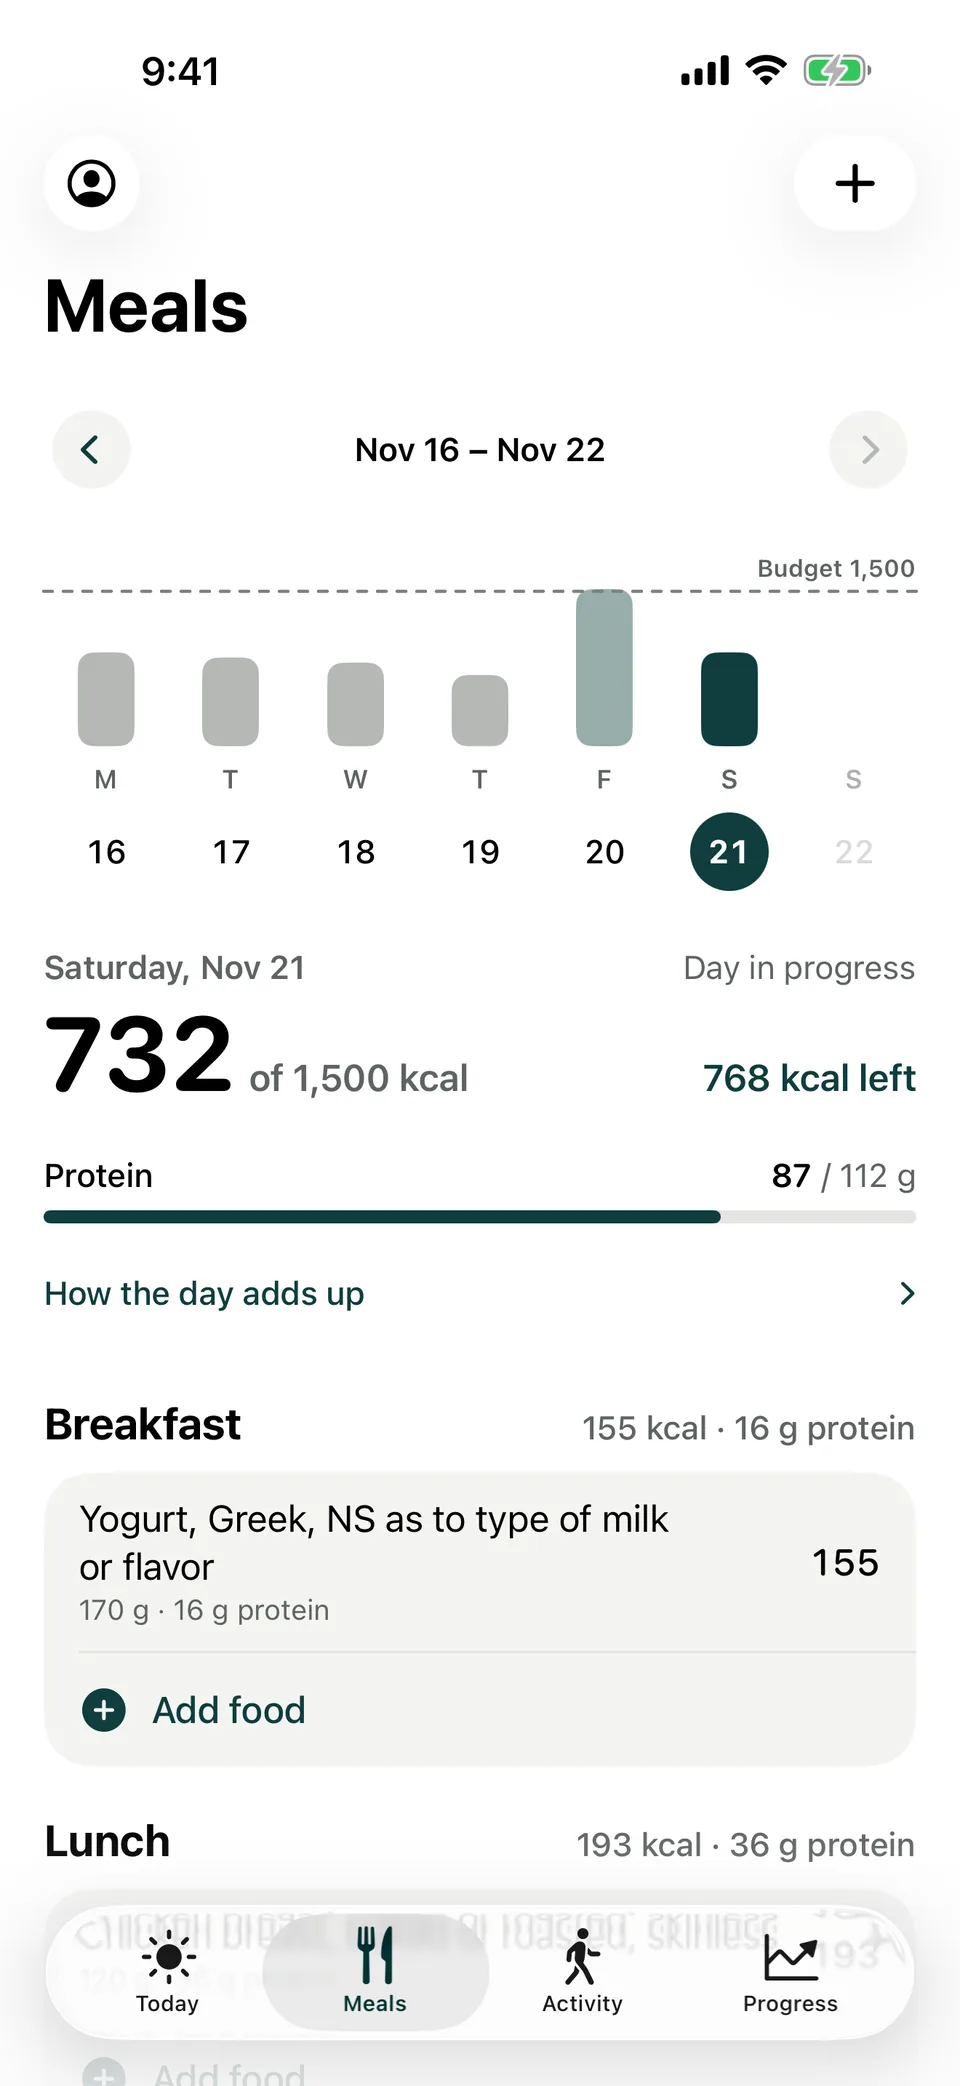 9:41
Meals
Nov 16 – Nov 22
Budget 1,500
M T W T F S S
16 17 18 19 20 21 22
Saturday, Nov 21 Day in progress
732 of 1,500 kcal 768 kcal left
Protein 87 / 112 g
How the day adds up
Breakfast 155 kcal · 16 g protein
Yogurt, Greek, NS as to type of milk
or flavor
155
170 g · 16 g protein
Add food
Lunch 193 kcal · 36 g protein
193
Today Meals Activity Progress
Add food